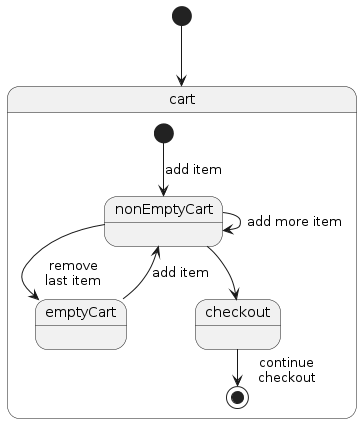 cart
add item
nonEmptyCart
add more item
remove
last item
add item
emptyCart
checkout
continue
checkout